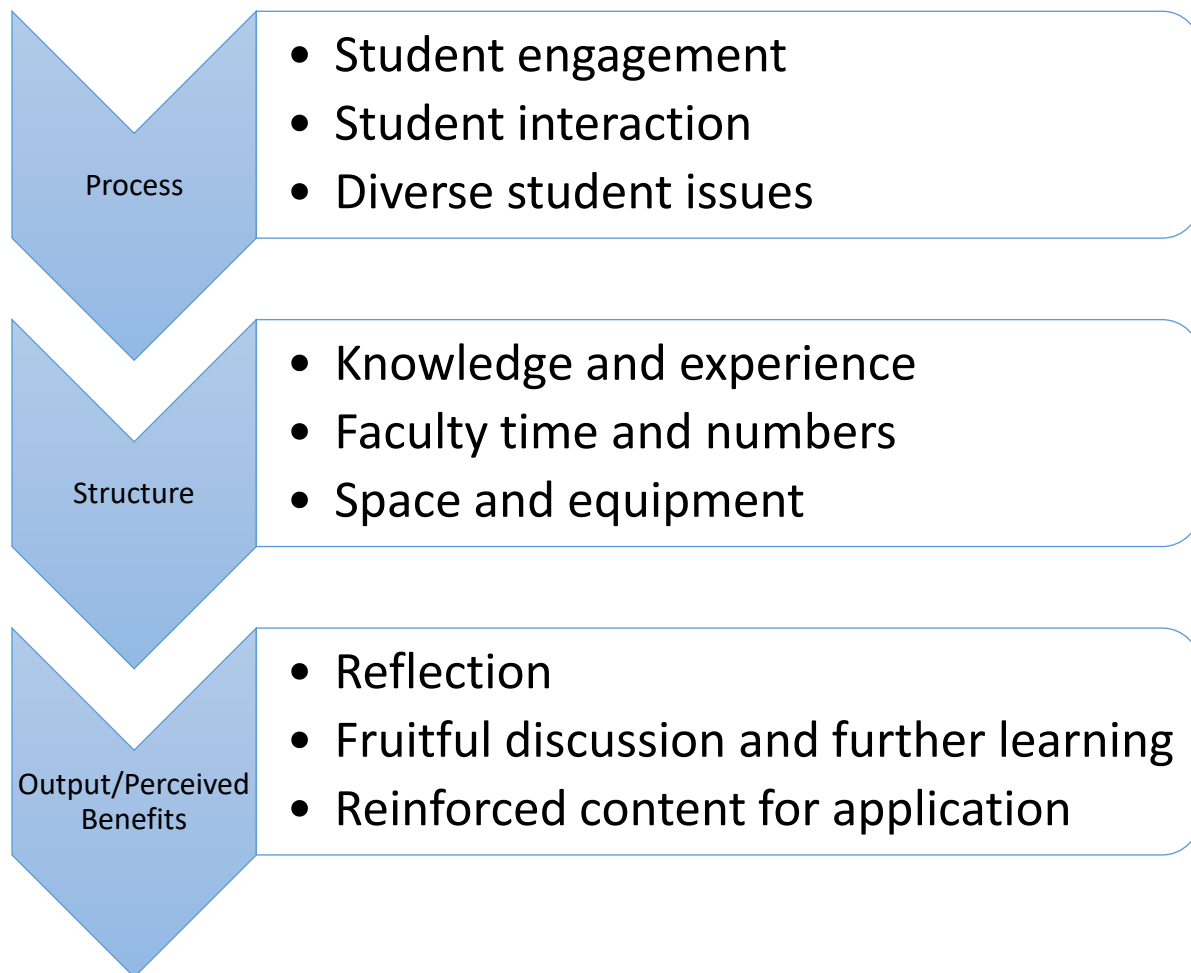 Process
• Student engagement
• Student interaction
• Diverse student issues
Structure
• Knowledge and experience
• Faculty time and numbers
• Space and equipment
Output/Perceived
Benefits
• Reflection
• Fruitful discussion and further learning
• Reinforced content for application